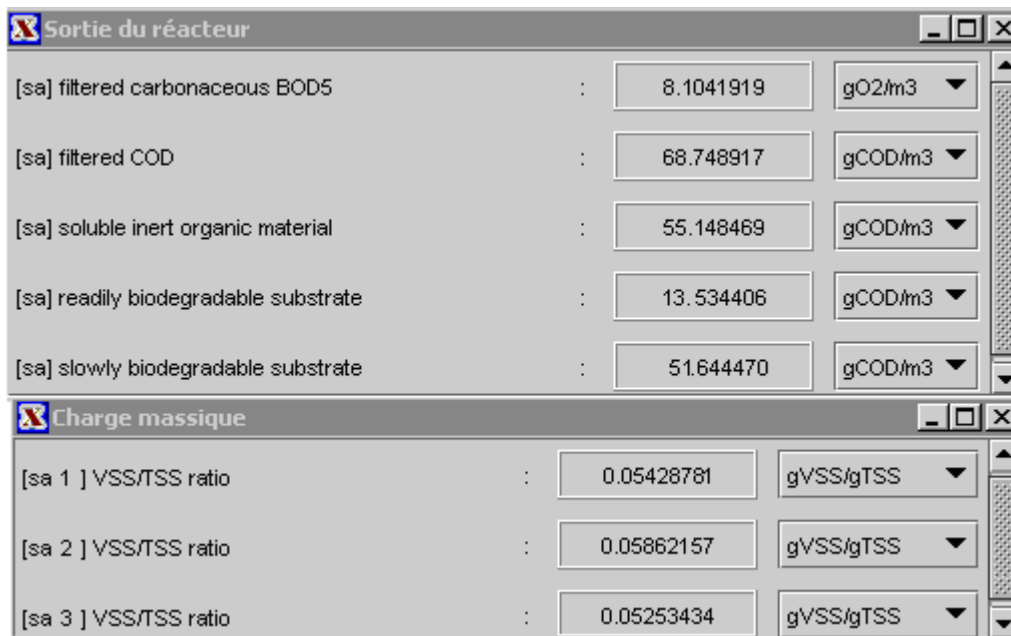 Sortie du réacteur
[sa] filtered carbonaceous BOD5 : 8.1041919 gO2/m3
[sa] filtered COD : 68.748917 gCOD/m3
[sa] soluble inert organic material : 55.148469 gCOD/m3
[sa] readily biodegradable substrate : 13.534406 gCOD/m3
[sa] slowly biodegradable substrate : 51.644470 gCOD/m3
Charge massique
[sa 1 ] VSS/TSS ratio : 0.05428781 gVSS/gTSS
[sa 2 ] VSS/TSS ratio : 0.05862157 gVSS/gTSS
[sa 3 ] VSS/TSS ratio : 0.05253434 gVSS/gTSS